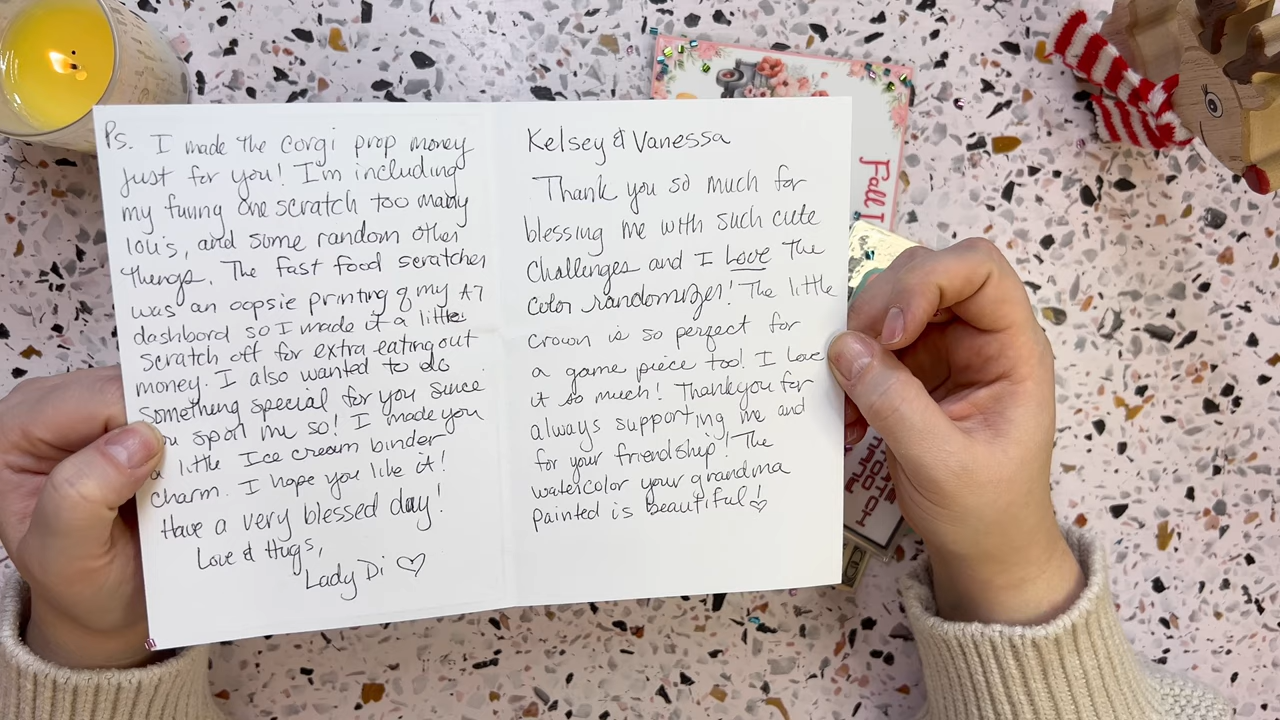 Ps. I made the corgi prop money
just for you! I'm including
my funny one scratch too many
lou's, and some random other
things. The fast food scratcher
was an oopsie printing of my A7
dashbord so I made it a little
scratch off for extra eating out
money. I also wanted to do
something special for you since
you spoil me so! I made you
a little Ice cream binder
charm. I hope you like it!
Have a very blessed day!
Love & Hugs,
Lady Di ♡
Kelsey & Vanessa
Thank you so much for
blessing me with such cute
challenges and I Love the
color randomizer! The little
crown is so perfect for
a game piece too! I love
it so much! Thankyou for
always supporting me and
for your friendship! The
watercolor your grandma
painted is beautiful! ♡
Fall